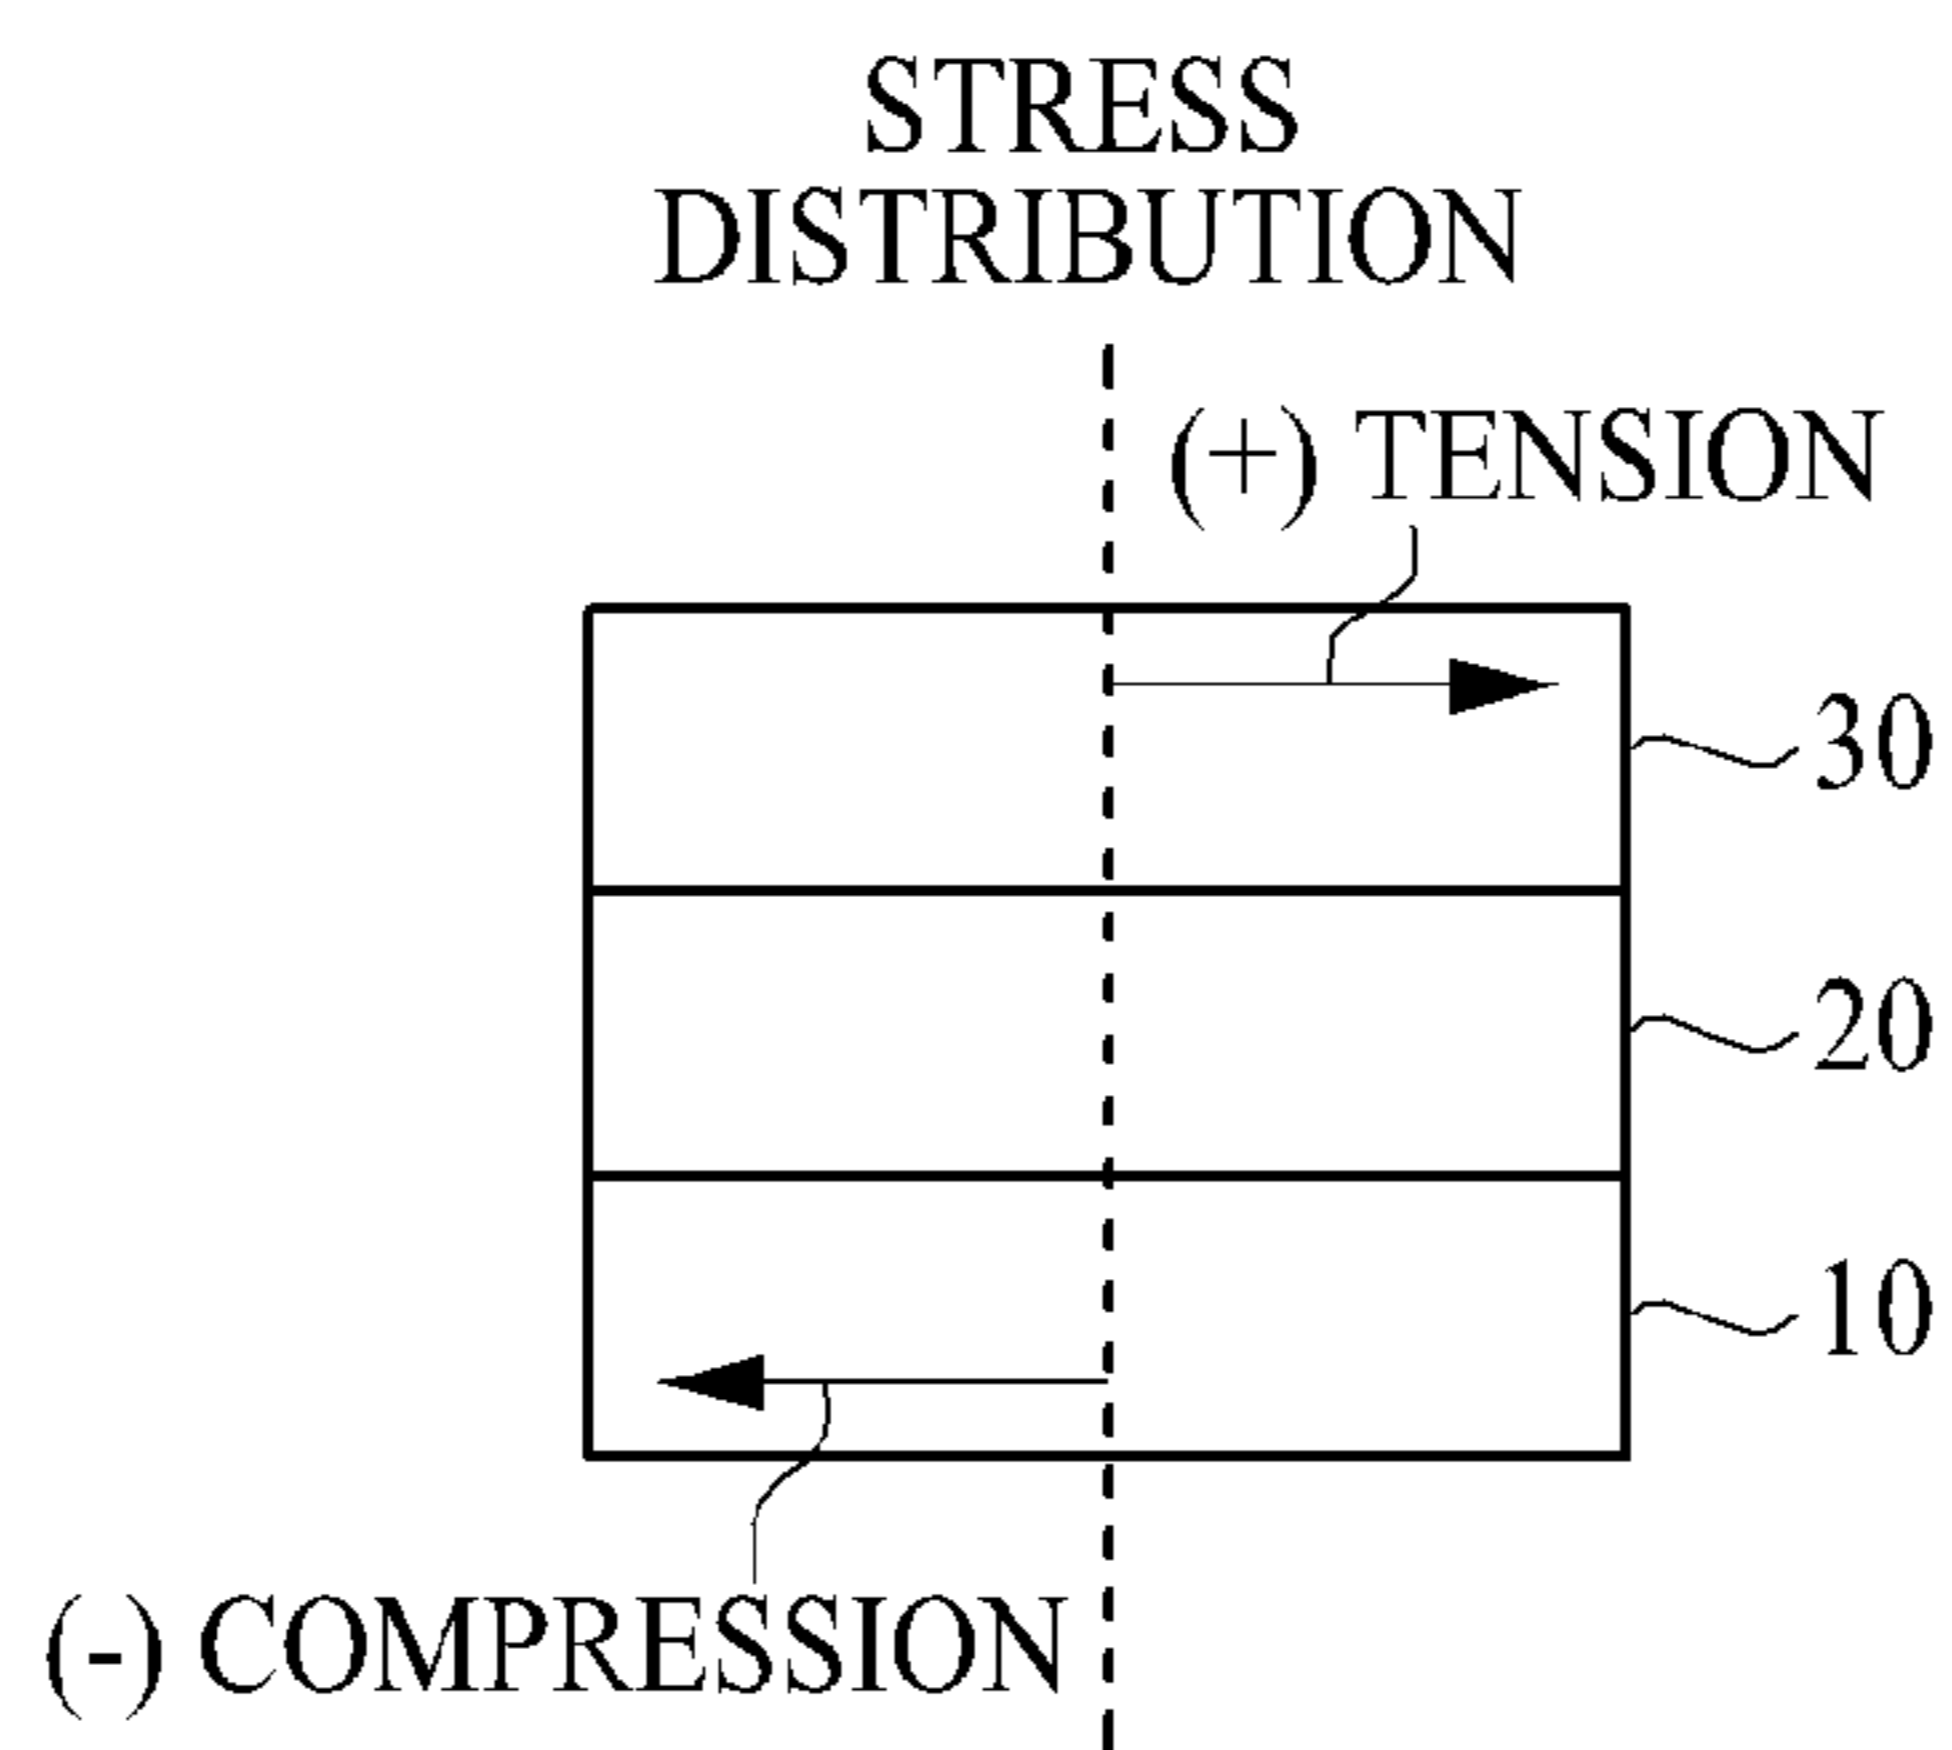 STRESS
DISTRIBUTION
(+) TENSION
30
20
10
(-) COMPRESSION